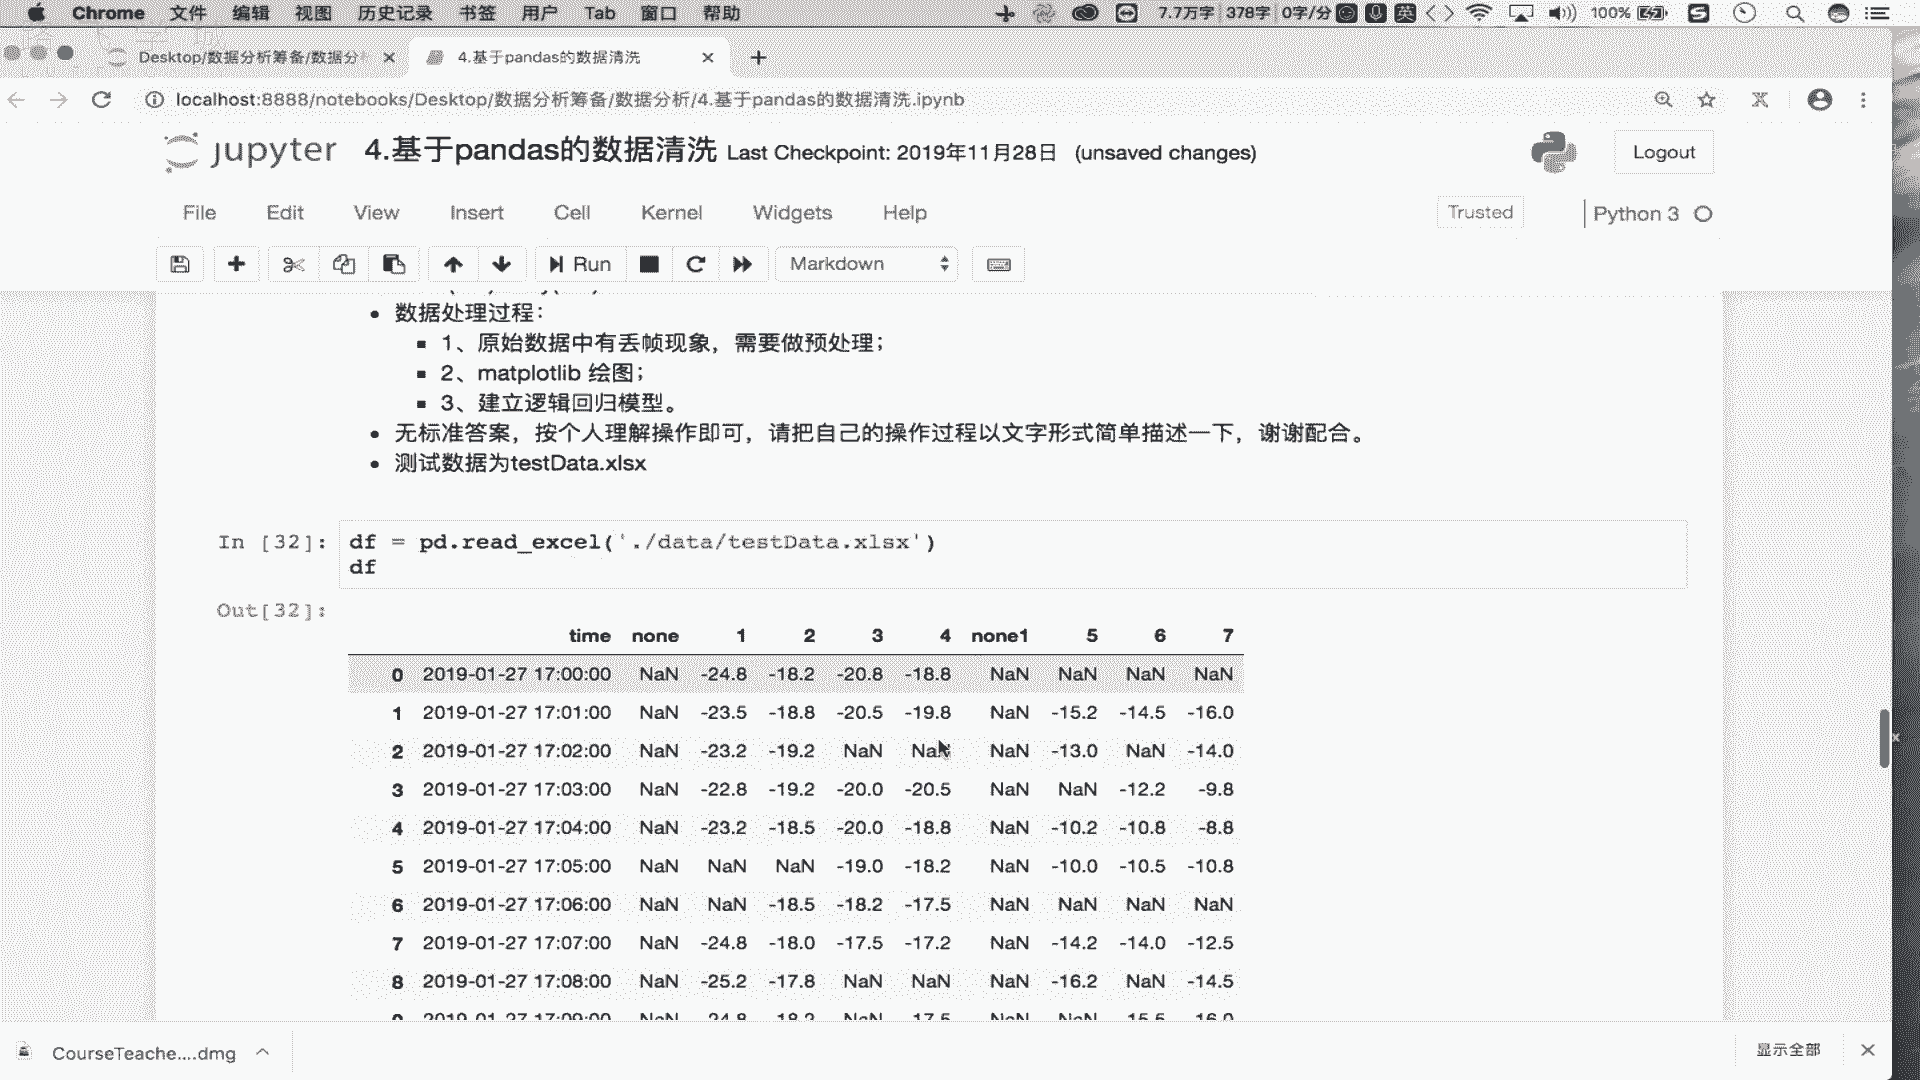 Chrome 文件 编辑 视图 历史记录 书签 用户 Tab 窗口 帮助 7.7万字 378字 0字/分 英 100%
Desktop/数据分析筹备/数据分 4.基于pandas的数据清洗
localhost:8888/notebooks/Desktop/数据分析筹备/数据分析/4.基于pandas的数据清洗.ipynb
jupyter 4.基于pandas的数据清洗 Last Checkpoint: 2019年11月28日 (unsaved changes) Logout
File Edit View Insert Cell Kernel Widgets Help Trusted Python 3
Run Markdown
数据处理过程：
1、原始数据中有丢帧现象，需要做预处理；
2、matplotlib 绘图；
3、建立逻辑回归模型。
无标准答案，按个人理解操作即可，请把自己的操作过程以文字形式简单描述一下，谢谢配合。
测试数据为testData.xlsx
In [32]: df = pd.read_excel('./data/testData.xlsx')
df
Out[32]:
time none 1 2 3 4 none1 5 6 7
0 2019-01-27 17:00:00 NaN -24.8 -18.2 -20.8 -18.8 NaN NaN NaN NaN
1 2019-01-27 17:01:00 NaN -23.5 -18.8 -20.5 -19.8 NaN -15.2 -14.5 -16.0
2 2019-01-27 17:02:00 NaN -23.2 -19.2 NaN NaN NaN -13.0 NaN -14.0
3 2019-01-27 17:03:00 NaN -22.8 -19.2 -20.0 -20.5 NaN NaN -12.2 -9.8
4 2019-01-27 17:04:00 NaN -23.2 -18.5 -20.0 -18.8 NaN -10.2 -10.8 -8.8
5 2019-01-27 17:05:00 NaN NaN NaN -19.0 -18.2 NaN -10.0 -10.5 -10.8
6 2019-01-27 17:06:00 NaN NaN -18.5 -18.2 -17.5 NaN NaN NaN NaN
7 2019-01-27 17:07:00 NaN -24.8 -18.0 -17.5 -17.2 NaN -14.2 -14.0 -12.5
8 2019-01-27 17:08:00 NaN -25.2 -17.8 NaN NaN NaN -16.2 NaN -14.5
9 2019-01-27 17:09:00 NaN -24.8 -18.2 NaN -17.5 NaN NaN -15.5 -16.0
CourseTeache....dmg 显示全部